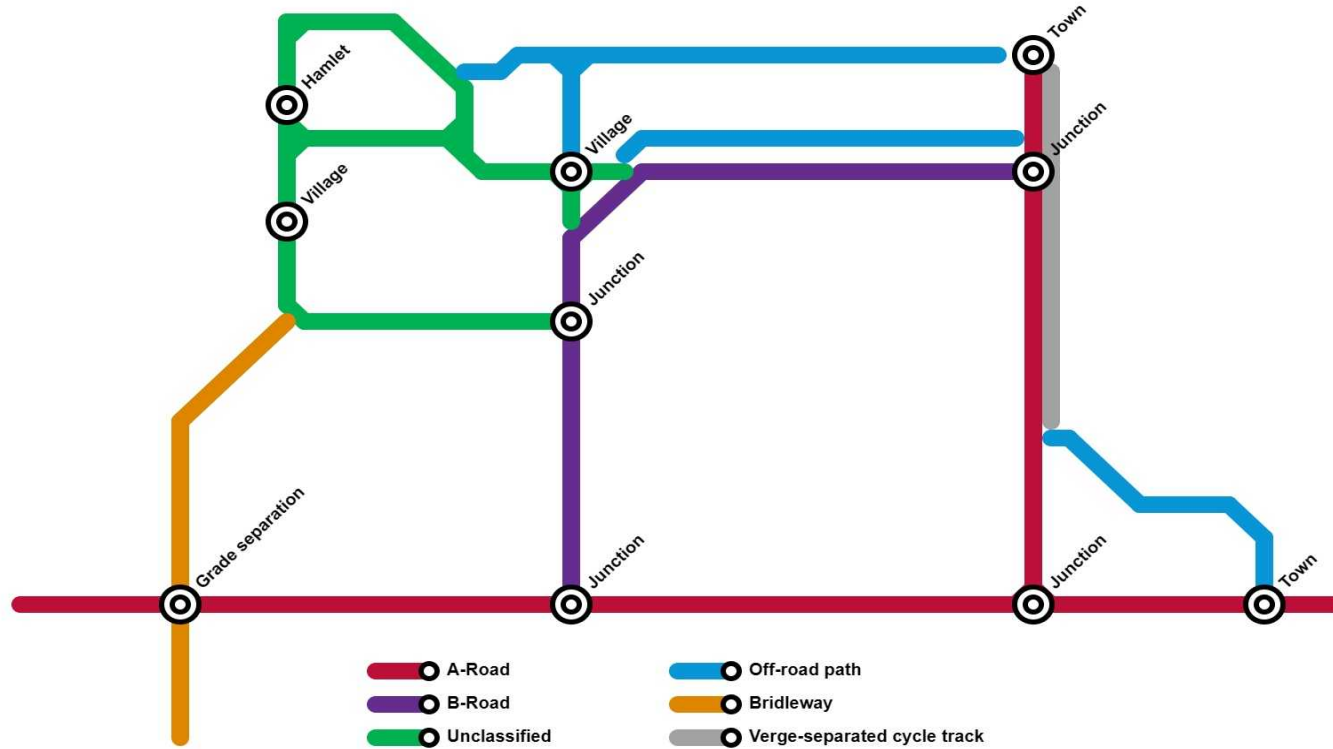 Town
Hamlet
Village
Junction
Village
Junction
Grade separation
Junction
Junction
Town
A-Road
Off-road path
B-Road
Bridleway
Unclassified
Verge-separated cycle track